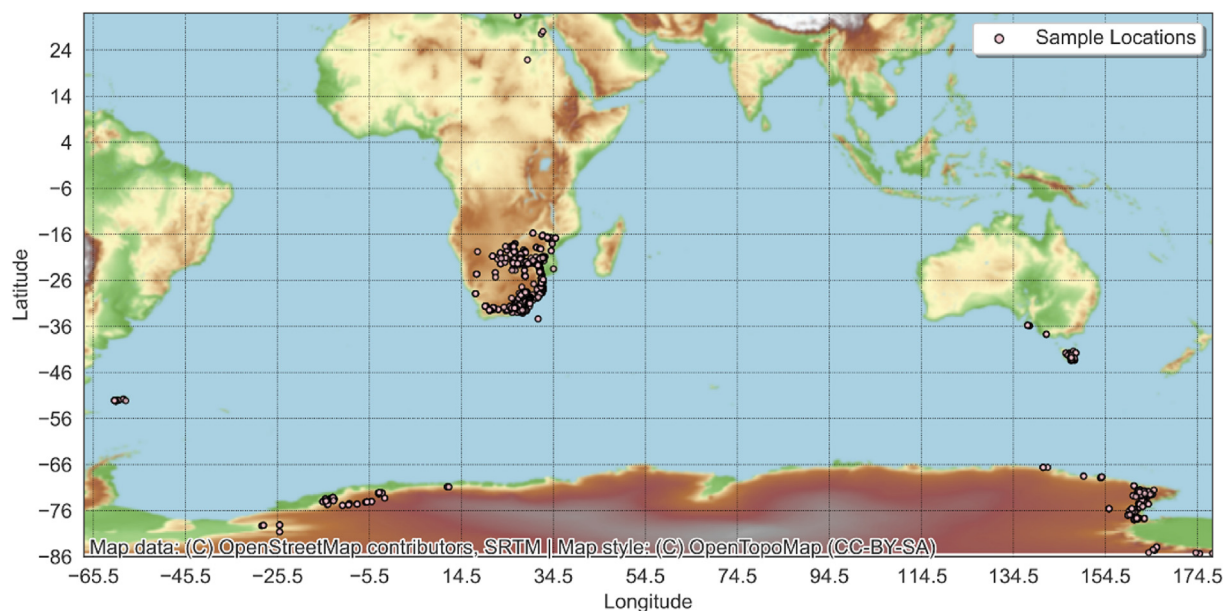 Sample Locations
24
14
4
−6
−16
−26
−36
−46
−56
−66
−76
−86
Latitude
Map data: (C) OpenStreetMap contributors, SRTM | Map style: (C) OpenTopoMap (CC-BY-SA)
−65.5 −45.5 −25.5 −5.5 14.5 34.5 54.5 74.5 94.5 114.5 134.5 154.5 174.5
Longitude